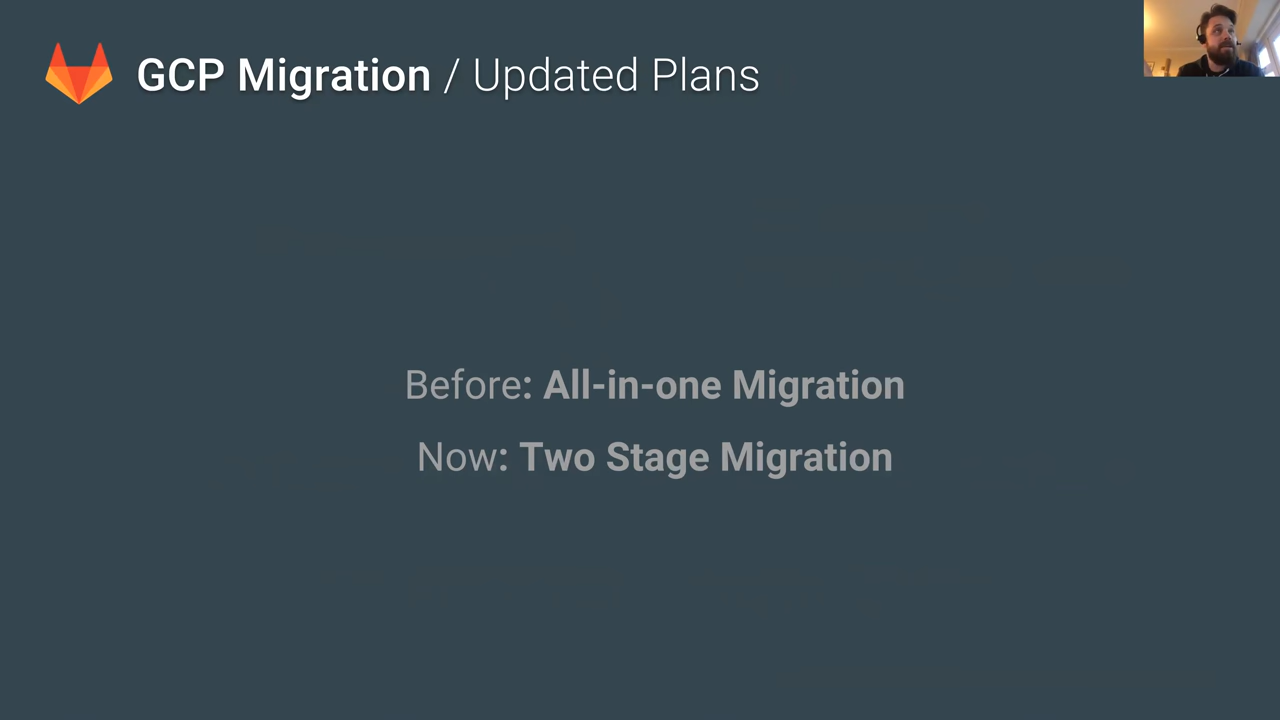 GCP Migration / Updated Plans
Before: All-in-one Migration
Now: Two Stage Migration